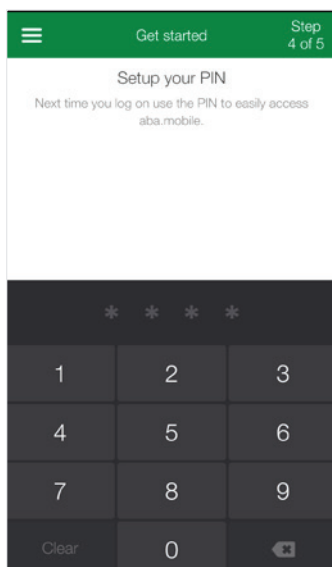 Get started
Step
4 of 5
Setup your PIN
Next time you log on use the PIN to easily access
aba.mobile.
* * * *
1 2 3
4 5 6
7 8 9
Clear 0